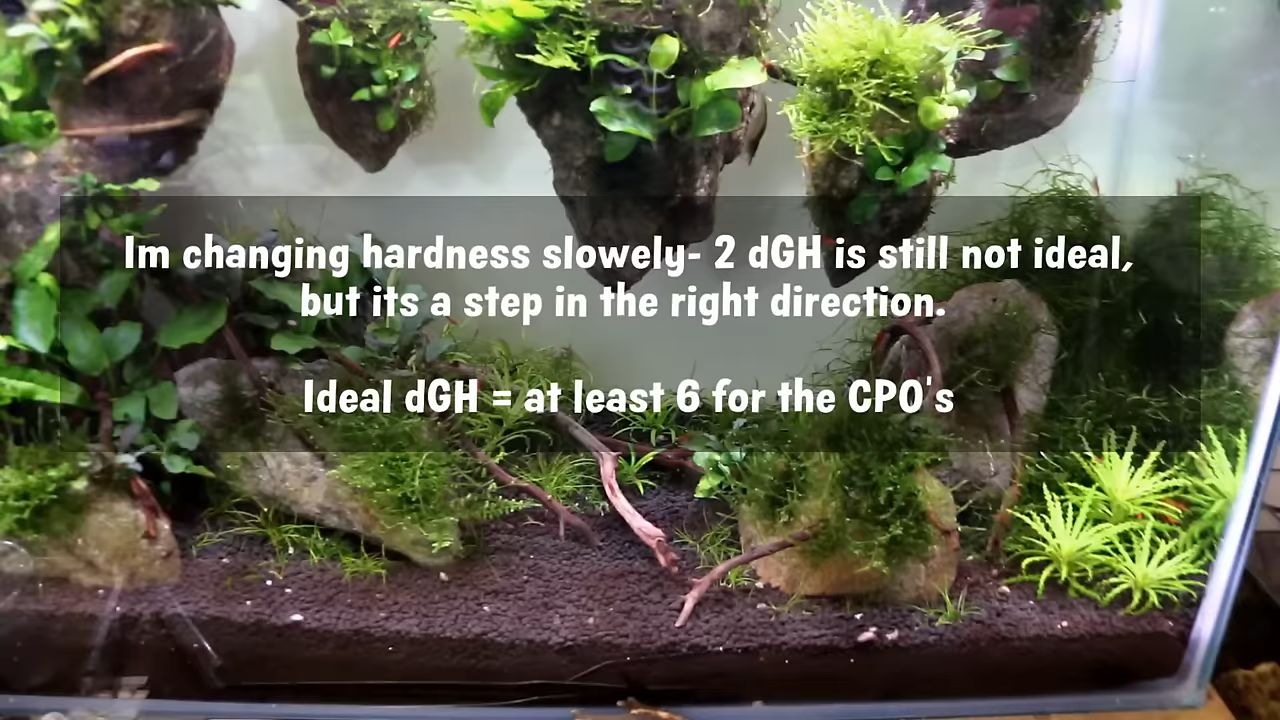 Im changing hardness slowely- 2 dGH is still not ideal,
but its a step in the right direction.
Ideal dGH = at least 6 for the CPO's